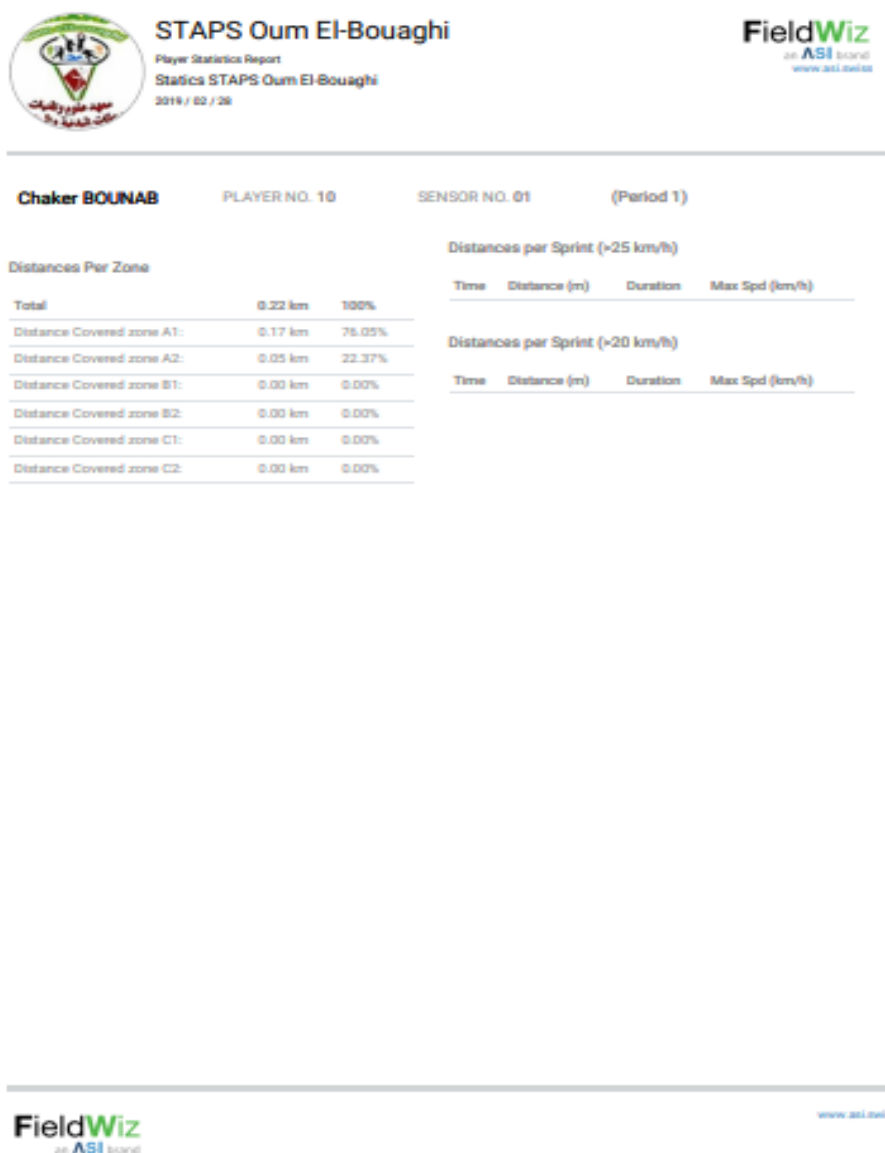 STAPS Oum El-Bouaghi
Player Statistics Report
Statics STAPS Oum El-Bouaghi
2019 / 02 / 28
FieldWiz
an ASI brand
www.asi.swiss
معهد علوم وتقنيات
Chaker BOUNAB PLAYER NO. 10 SENSOR NO. 01 (Period 1)
Distances Per Zone
Total 0.22 km 100%
Distance Covered zone A1:: 0.17 km 76.05%
Distance Covered zone A2: 0.05 km 22.37%
Distance Covered zone B1: 0.00 km 0.00%
Distance Covered zone B2: 0.00 km 0.00%
Distance Covered zone C1: 0.00 km 0.00%
Distance Covered zone C2: 0.00 km 0.00%
Distances per Sprint (>25 km/h)
Time Distance (m) Duration Max Spd (km/h)
Distances per Sprint (>20 km/h)
Time Distance (m) Duration Max Spd (km/h)
FieldWiz
an ASI brand
www.asi.swi